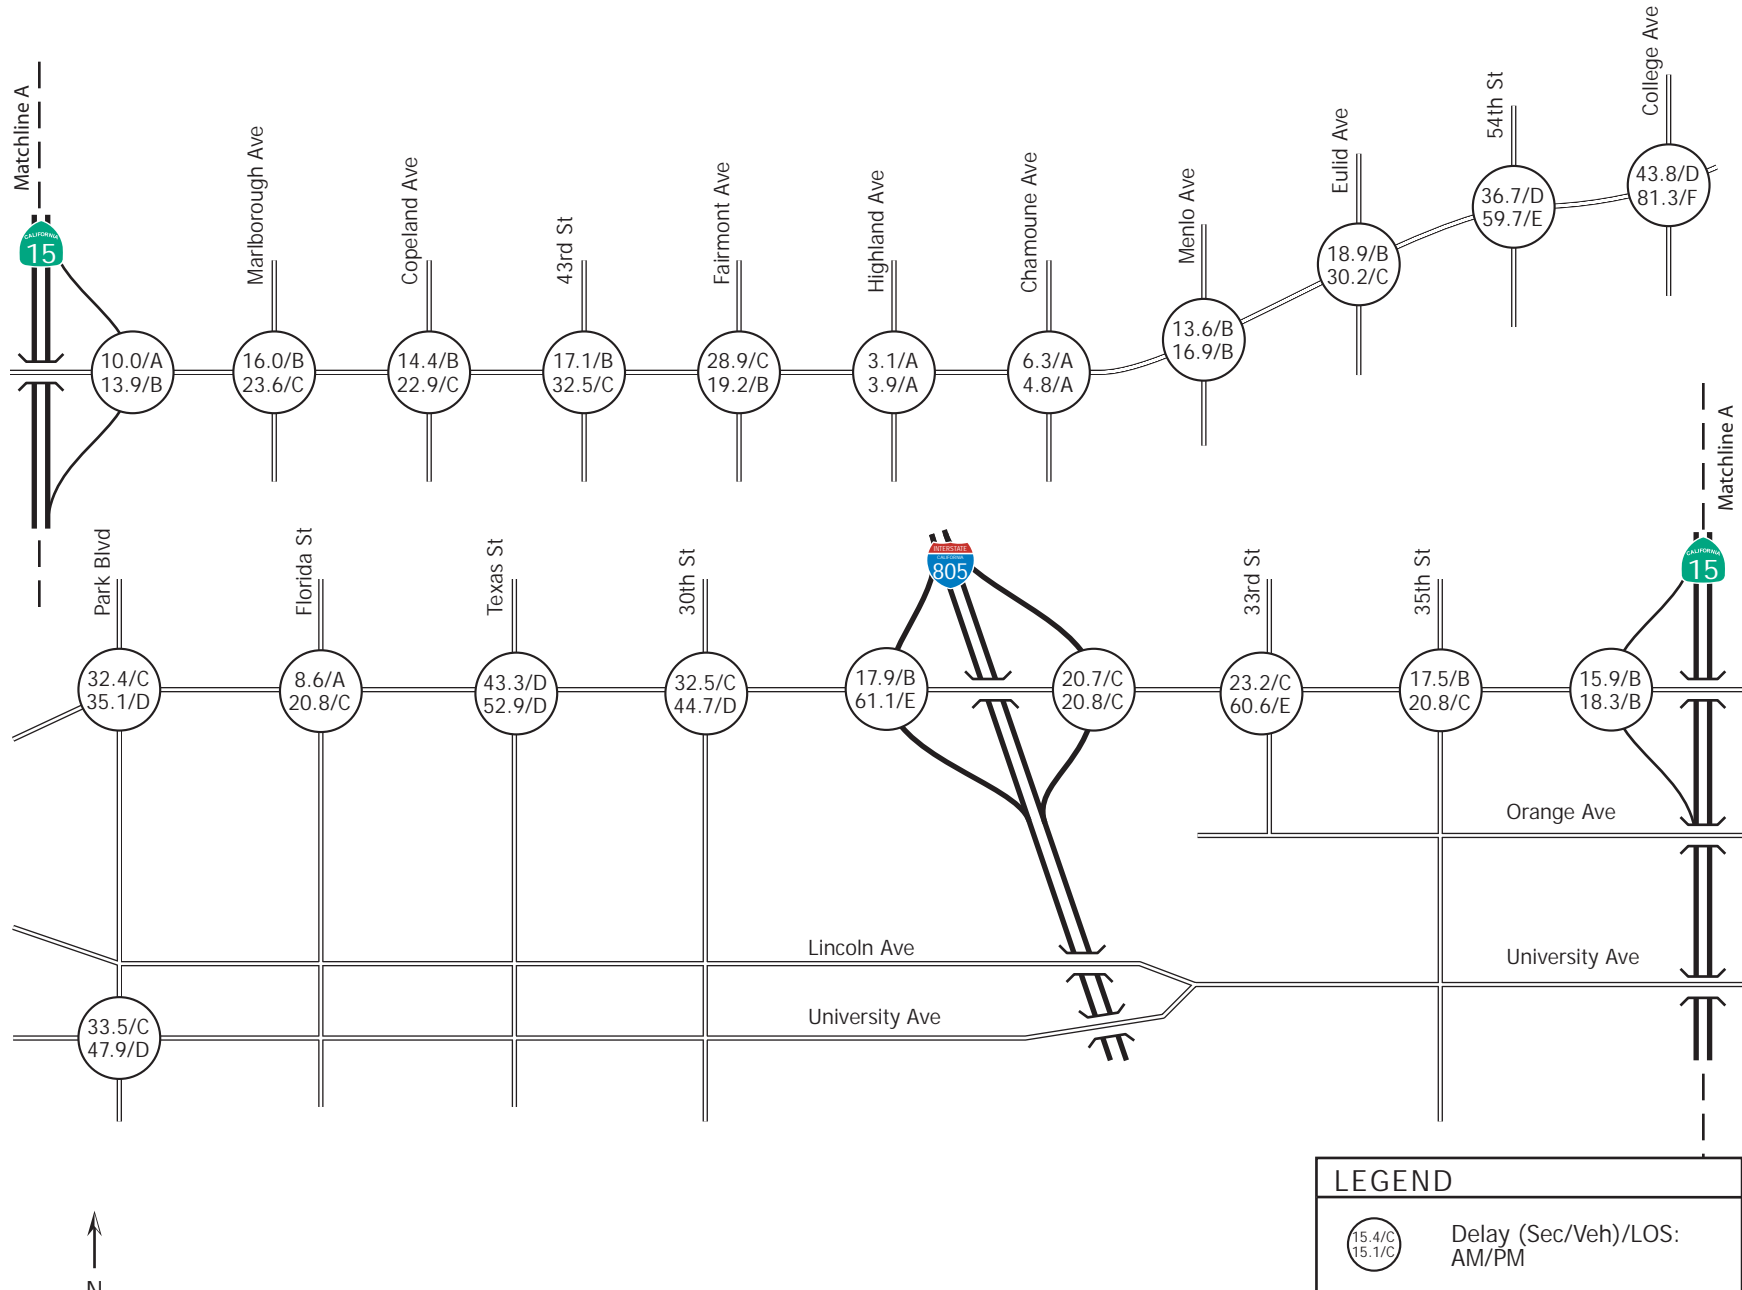 College Ave
54th St
Eulid Ave
Menlo Ave
Chamoune Ave
Highland Ave
Fairmont Ave
43rd St
Copeland Ave
Marlborough Ave
Matchline A
CALIFORNIA
15
10.0/A
13.9/B
16.0/B
23.6/C
14.4/B
22.9/C
17.1/B
32.5/C
28.9/C
19.2/B
3.1/A
3.9/A
6.3/A
4.8/A
13.6/B
16.9/B
18.9/B
30.2/C
36.7/D
59.7/E
43.8/D
81.3/F
Matchline A
Park Blvd
Florida St
Texas St
30th St
INTERSTATE
CALIFORNIA
805
33rd St
35th St
CALIFORNIA
15
32.4/C
35.1/D
8.6/A
20.8/C
43.3/D
52.9/D
32.5/C
44.7/D
17.9/B
61.1/E
20.7/C
20.8/C
23.2/C
60.6/E
17.5/B
20.8/C
15.9/B
18.3/B
Orange Ave
Lincoln Ave
University Ave
University Ave
33.5/C
47.9/D
LEGEND
15.4/C
15.1/C
Delay (Sec/Veh)/LOS:
AM/PM
N